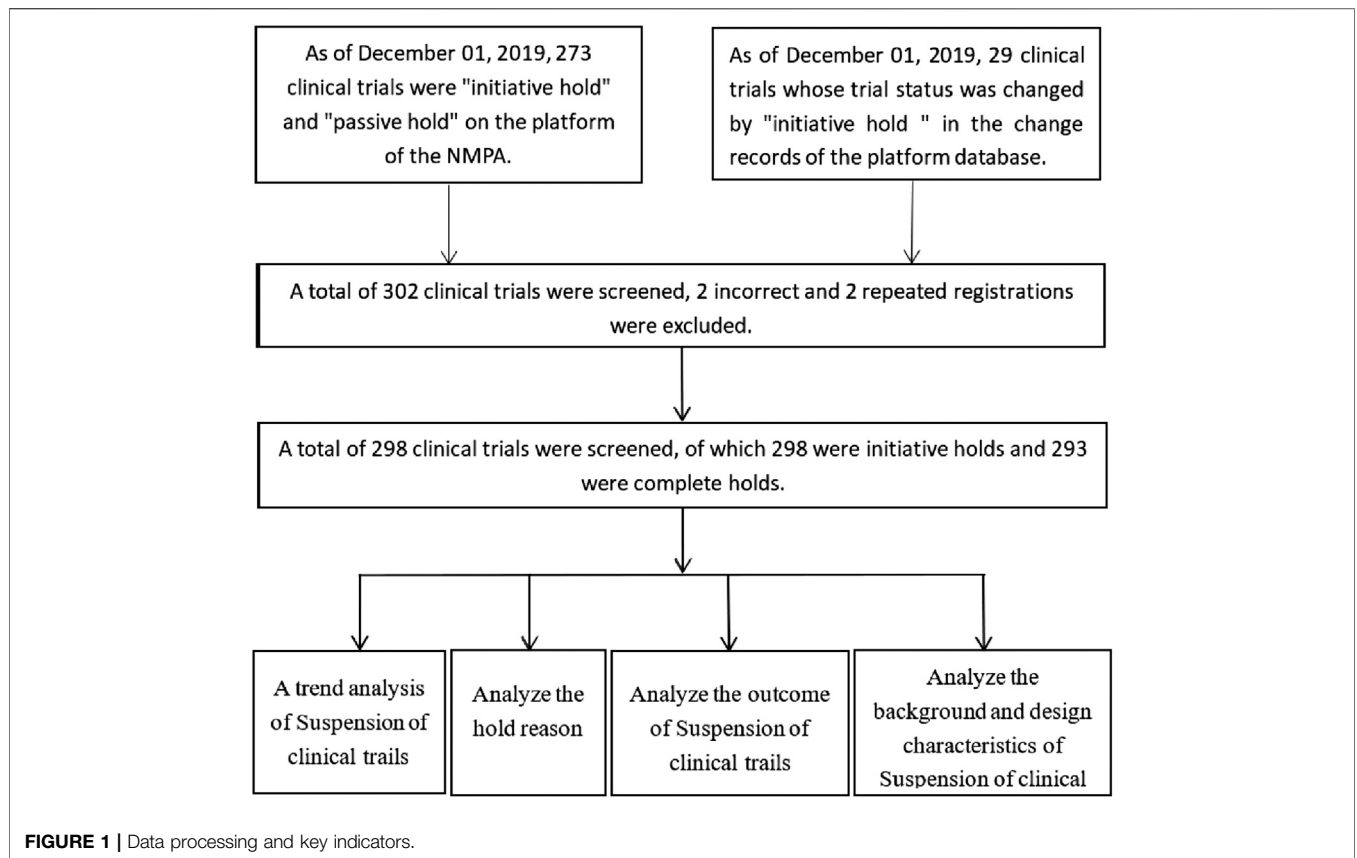 As of December 01, 2019, 273
clinical trials were "initiative hold"
and "passive hold" on the platform
of the NMPA.
As of December 01, 2019, 29 clinical
trials whose trial status was changed
by "initiative hold " in the change
records of the platform database.
A total of 302 clinical trials were screened, 2 incorrect and 2 repeated registrations
were excluded.
A total of 298 clinical trials were screened, of which 298 were initiative holds and 293
were complete holds.
A trend analysis
of Suspension of
clinical trails
Analyze the
hold reason
Analyze the outcome
of Suspension of
clinical trails
Analyze the
background and design
characteristics of
Suspension of clinical
FIGURE 1 | Data processing and key indicators.